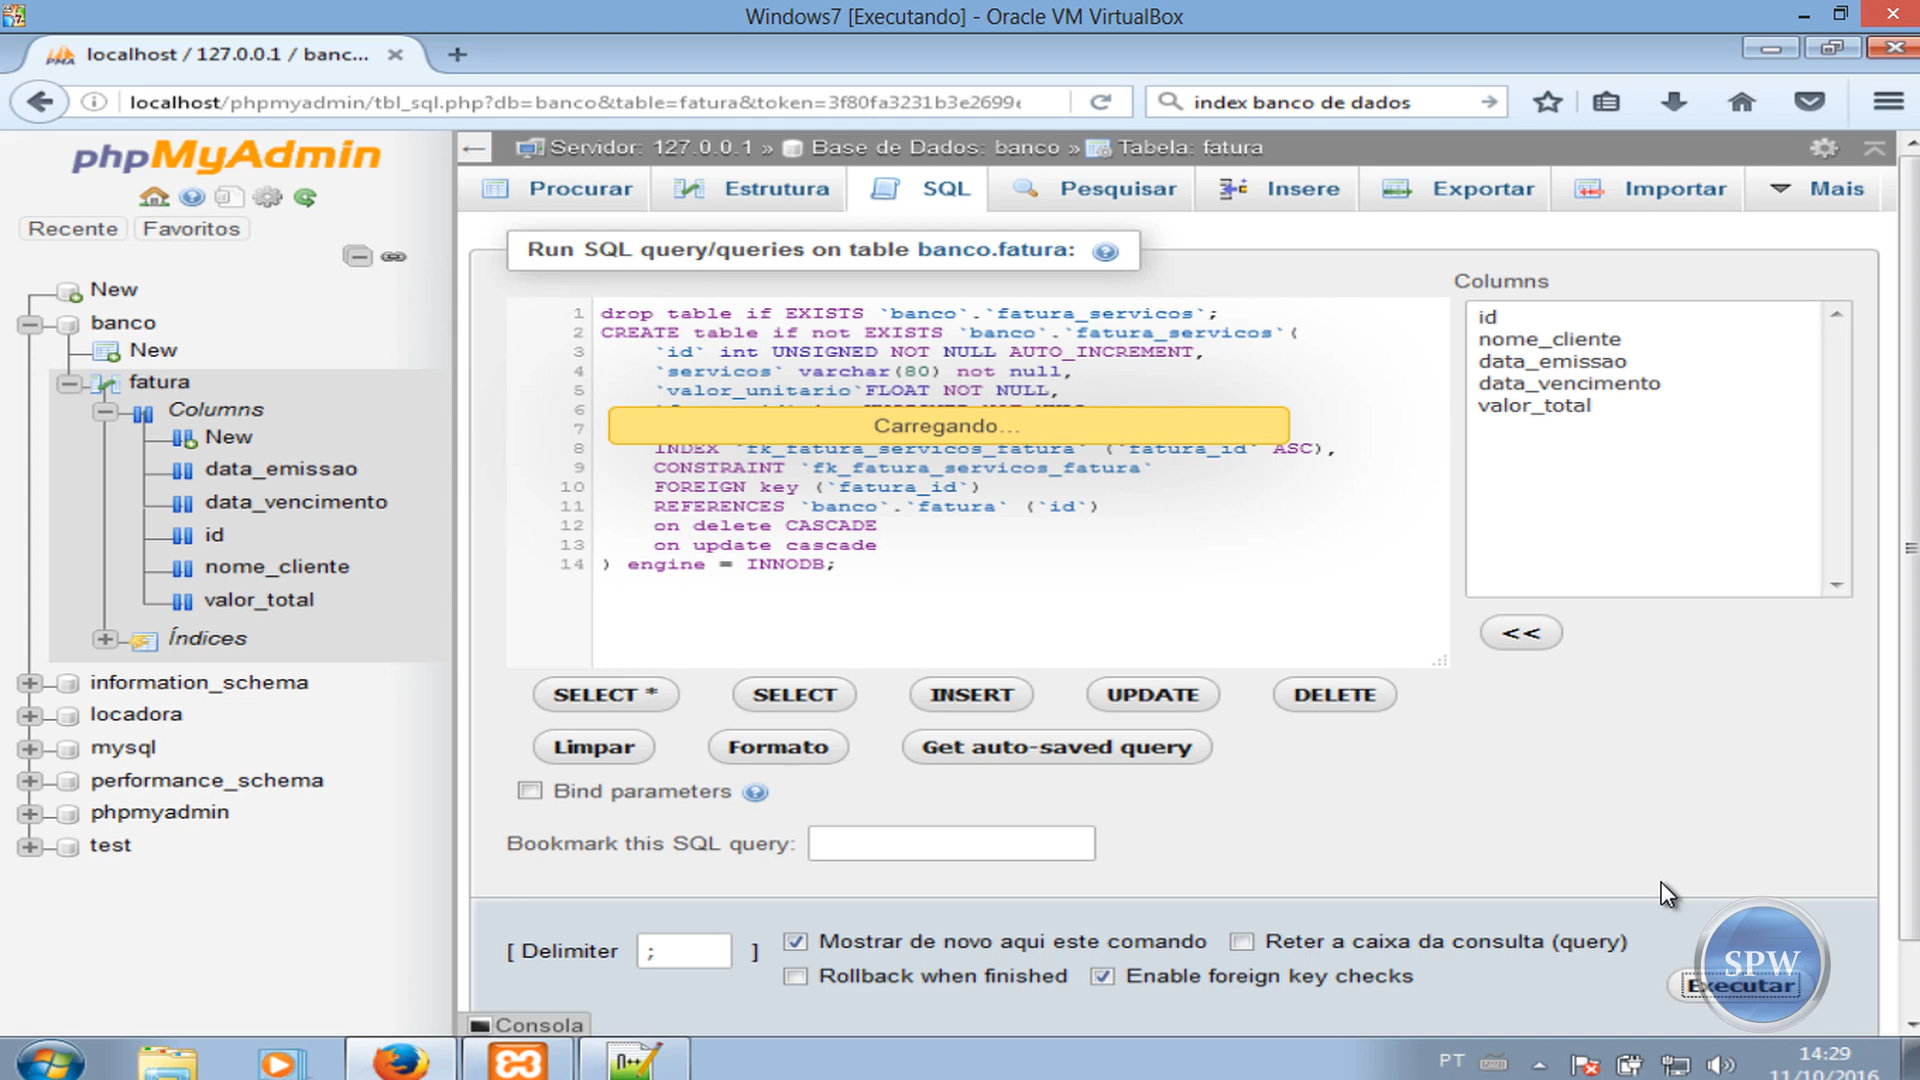 Windows7 [Executando] - Oracle VM VirtualBox
localhost / 127.0.0.1 / banc...
localhost/phpmyadmin/tbl_sql.php?db=banco&table=fatura&token=3f80fa3231b3e2699
index banco de dados
phpMyAdmin
Recente
Favoritos
New
banco
New
fatura
Columns
New
data_emissao
data_vencimento
id
nome_cliente
valor_total
Índices
information_schema
locadora
mysql
performance_schema
phpmyadmin
test
Servidor: 127.0.0.1 » Base de Dados: banco » Tabela: fatura
Procurar
Estrutura
SQL
Pesquisar
Insere
Exportar
Importar
Mais
Run SQL query/queries on table banco.fatura:
1 drop table if EXISTS `banco`.`fatura_servicos`;
2 CREATE table if not EXISTS `banco`.`fatura_servicos`(
3 `id` int UNSIGNED NOT NULL AUTO_INCREMENT,
4 `servicos` varchar(80) not null,
5 `valor_unitario`FLOAT NOT NULL,
6
7
Carregando...
8 INDEX `fk_fatura_servicos_fatura` (`fatura_id` ASC),
9 CONSTRAINT `fk_fatura_servicos_fatura`
10 FOREIGN key (`fatura_id`)
11 REFERENCES `banco`.`fatura` (`id`)
12 on delete CASCADE
13 on update cascade
14 ) engine = INNODB;
Columns
id
nome_cliente
data_emissao
data_vencimento
valor_total
<<
SELECT *
SELECT
INSERT
UPDATE
DELETE
Limpar
Formato
Get auto-saved query
Bind parameters
Bookmark this SQL query:
[ Delimiter ; ]
Mostrar de novo aqui este comando
Reter a caixa da consulta (query)
Rollback when finished
Enable foreign key checks
SPW
Executar
Consola
PT
14:29
11/10/2016